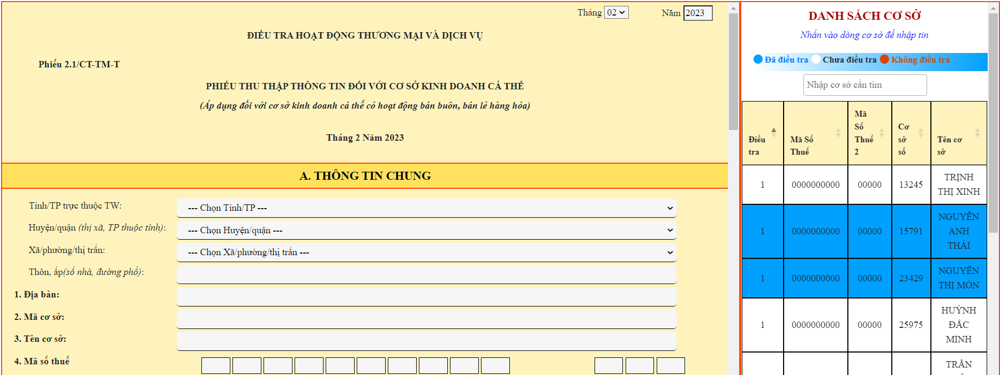 Tháng 02 Năm 2023
ĐIỀU TRA HOẠT ĐỘNG THƯƠNG MẠI VÀ DỊCH VỤ
Phiếu 2.1/CT-TM-T
PHIẾU THU THẬP THÔNG TIN ĐỐI VỚI CƠ SỞ KINH DOANH CÁ THỂ
(Áp dụng đối với cơ sở kinh doanh cá thể có hoạt động bán buôn, bán lẻ hàng hóa)
Tháng 2 Năm 2023
A. THÔNG TIN CHUNG
Tỉnh/TP trực thuộc TW: --- Chọn Tỉnh/TP ---
Huyện/quận (thị xã, TP thuộc tỉnh): --- Chọn Huyện/quận ---
Xã/phường/thị trấn: --- Chọn Xã/phường/thị trấn ---
Thôn, ấp(số nhà, đường phố):
1. Địa bàn:
2. Mã cơ sở:
3. Tên cơ sở:
4. Mã số thuế
DANH SÁCH CƠ SỞ
Nhấn vào dòng cơ sở để nhập tin
Đã điều tra Chưa điều tra Không điều tra
Nhập cơ sở cần tìm
Điều
tra
Mã Số
Thuế
Mã
Số
Thuế
2
Cơ
sở
số
Tên cơ
sở
1 0000000000 00000 13245 TRỊNH
THỊ XINH
1 0000000000 00000 15791 NGUYỄN
ANH
THÁI
1 0000000000 00000 23429 NGUYỄN
THỊ MÓN
1 0000000000 00000 25975 HUỲNH
ĐẮC
MINH
TRẦN